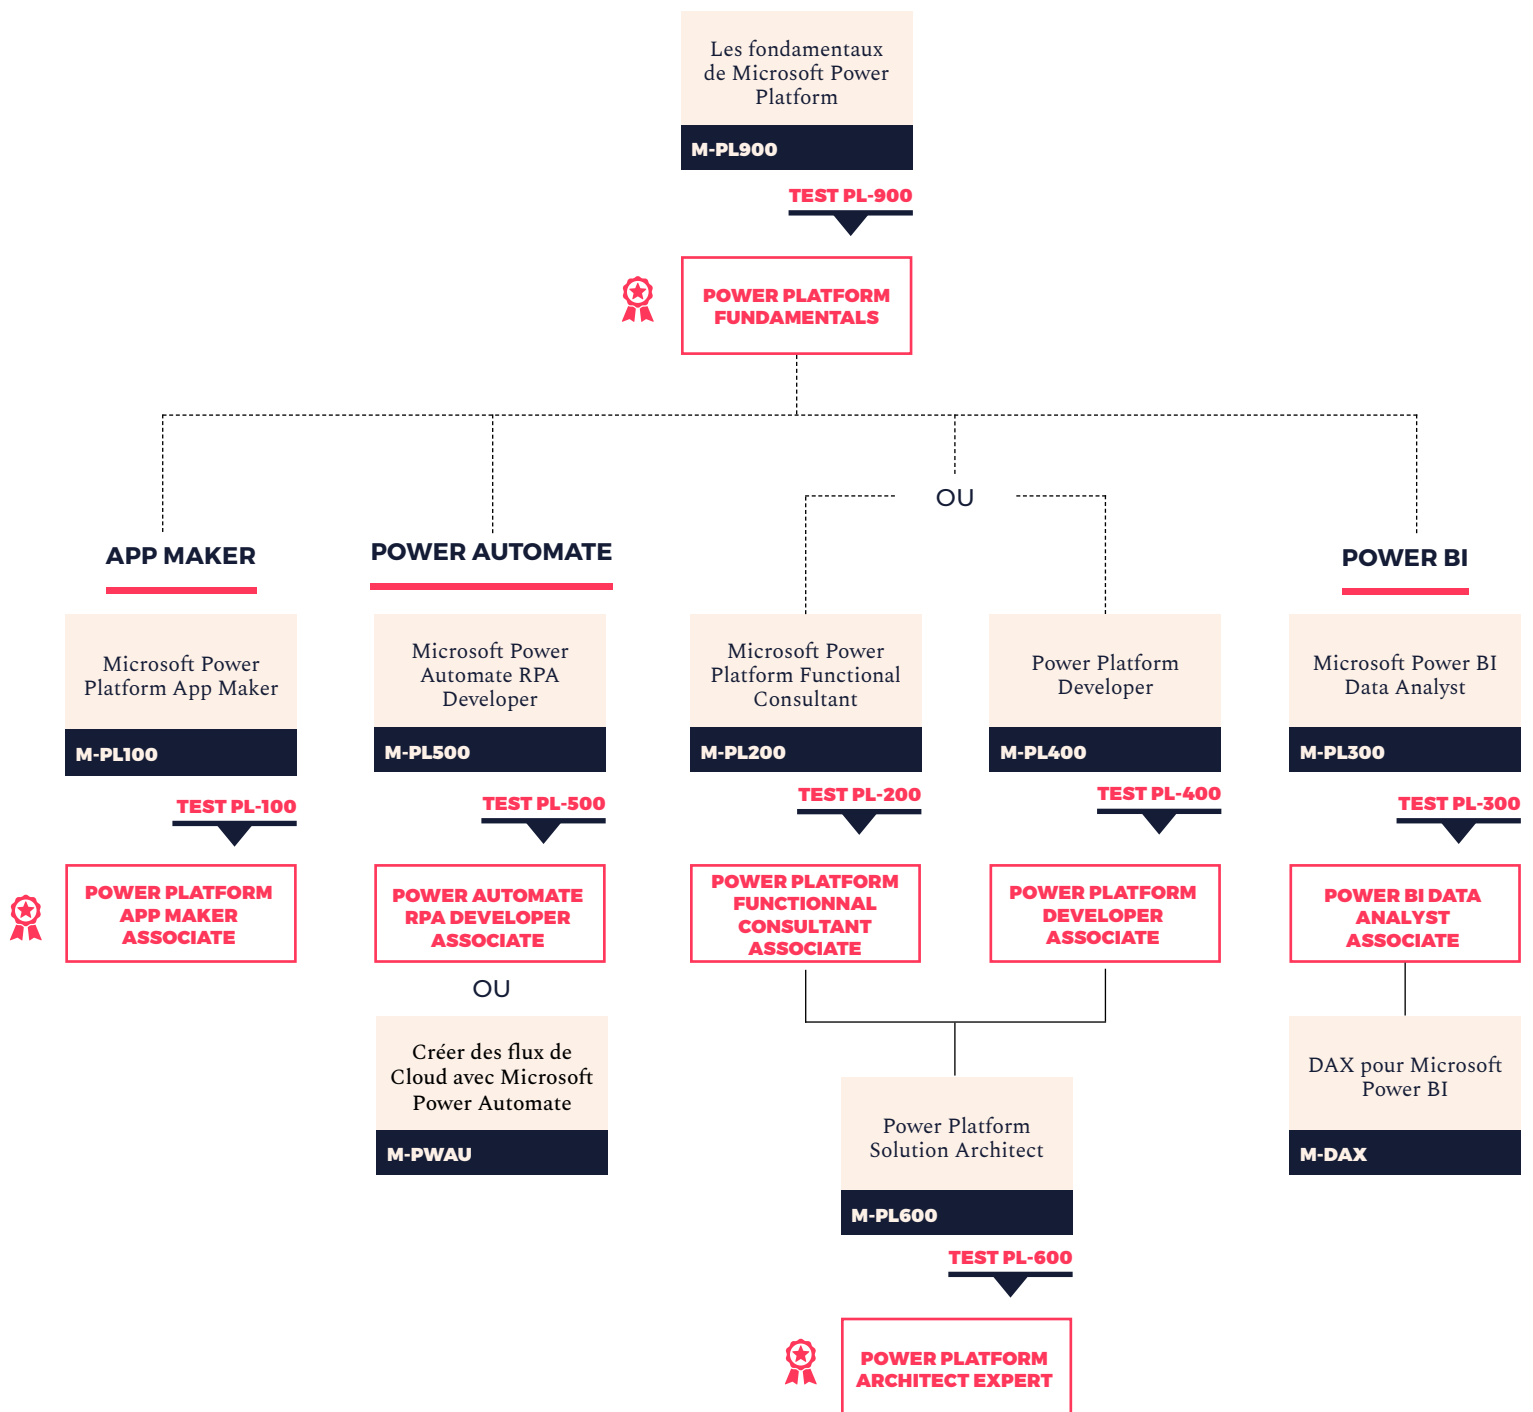 Les fondamentaux
de Microsoft Power
Platform
M-PL900
TEST PL-900
POWER PLATFORM
FUNDAMENTALS
OU
APP MAKER
Microsoft Power
Platform App Maker
M-PL100
TEST PL-100
POWER PLATFORM
APP MAKER
ASSOCIATE
POWER AUTOMATE
Microsoft Power
Automate RPA
Developer
M-PL500
TEST PL-500
POWER AUTOMATE
RPA DEVELOPER
ASSOCIATE
OU
Créer des flux de
Cloud avec Microsoft
Power Automate
M-PWAU
Microsoft Power
Platform Functional
Consultant
M-PL200
TEST PL-200
POWER PLATFORM
FUNCTIONNAL
CONSULTANT
ASSOCIATE
Power Platform
Developer
M-PL400
TEST PL-400
POWER PLATFORM
DEVELOPER
ASSOCIATE
Power Platform
Solution Architect
M-PL600
TEST PL-600
POWER PLATFORM
ARCHITECT EXPERT
POWER BI
Microsoft Power BI
Data Analyst
M-PL300
TEST PL-300
POWER BI DATA
ANALYST
ASSOCIATE
DAX pour Microsoft
Power BI
M-DAX